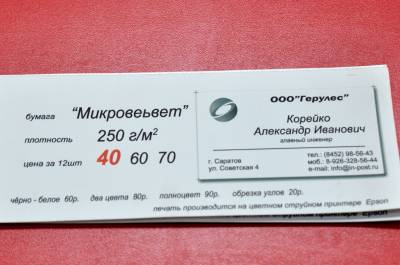 бумага "Микровеьвет"
плотность 250 г/м²
цена за 12шт 40 60 70
ООО"Герулес"
Корейко
Александр Иванович
главный инженер
г. Саратов
ул. Советская 4
тел.: (8452) 98-56-43
моб.: 8-926-328-56-44
e-mail: info@in-post.ru
чёрно - белое 60р. два цвета 80р. полноцвет 90р. обрезка углов 20р.
печать производится на цветном струйном принтере Epson